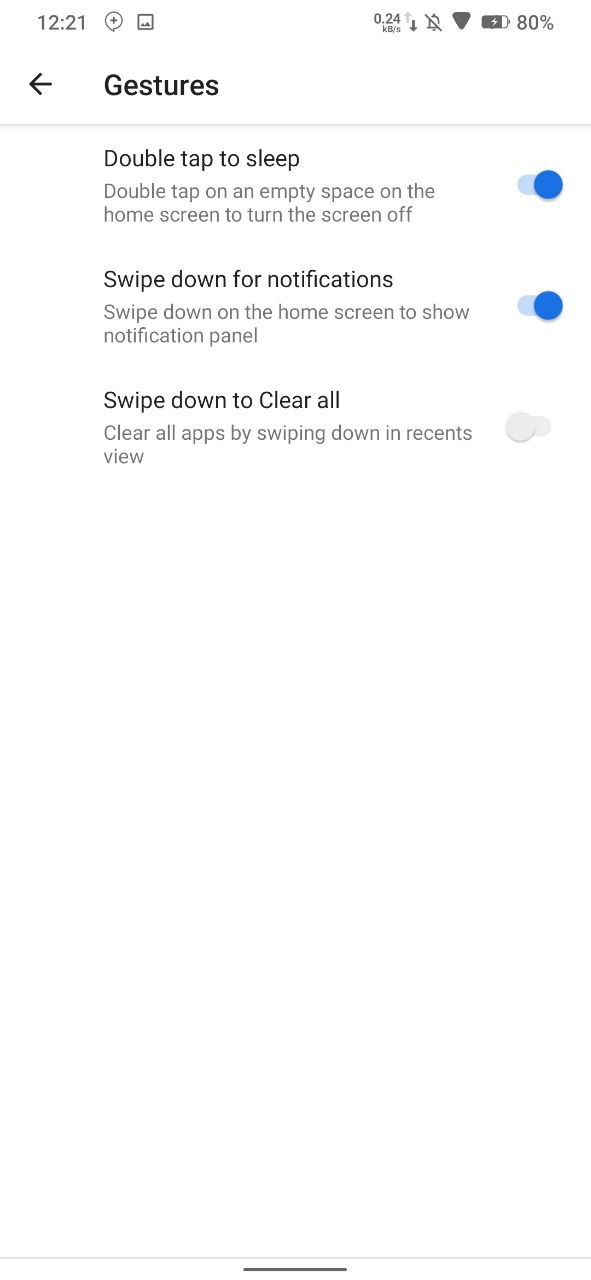 12:21
0.24
kB/s
80%
Gestures
Double tap to sleep
Double tap on an empty space on the
home screen to turn the screen off
Swipe down for notifications
Swipe down on the home screen to show
notification panel
Swipe down to Clear all
Clear all apps by swiping down in recents
view